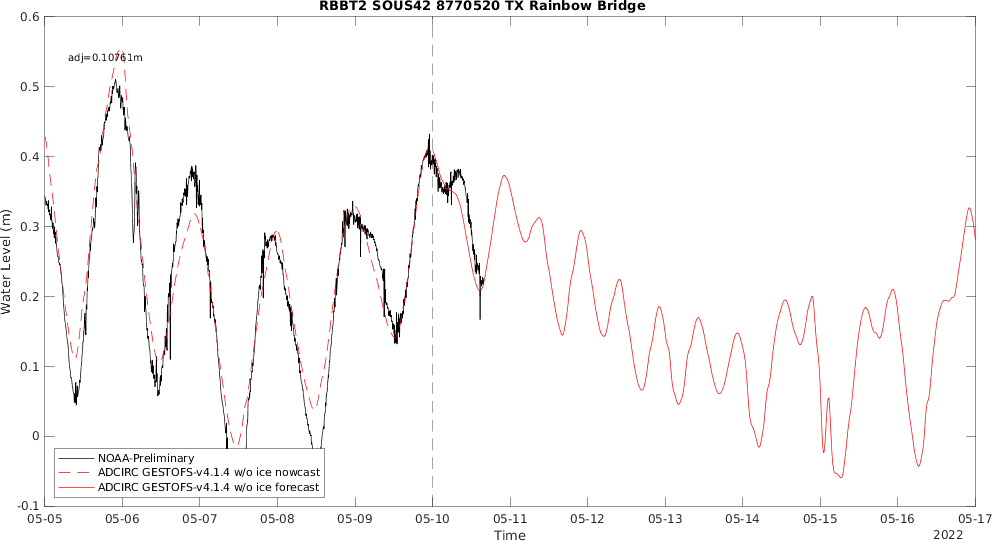 RBBT2 SOUS42 8770520 TX Rainbow Bridge
adj=0.10761m
Water Level (m)
0.6
0.5
0.4
0.3
0.2
0.1
0
-0.1
NOAA-Preliminary
ADCIRC GESTOFS-v4.1.4 w/o ice nowcast
ADCIRC GESTOFS-v4.1.4 w/o ice forecast
05-05 05-06 05-07 05-08 05-09 05-10 05-11 05-12 05-13 05-14 05-15 05-16 05-17
Time
2022